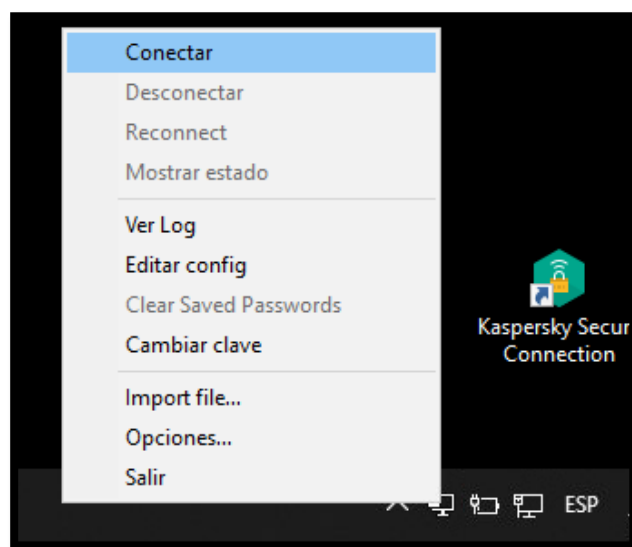 Conectar
Desconectar
Reconnect
Mostrar estado
Ver Log
Editar config
Clear Saved Passwords
Cambiar clave
Import file...
Opciones...
Salir
Kaspersky Secur
Connection
ESP